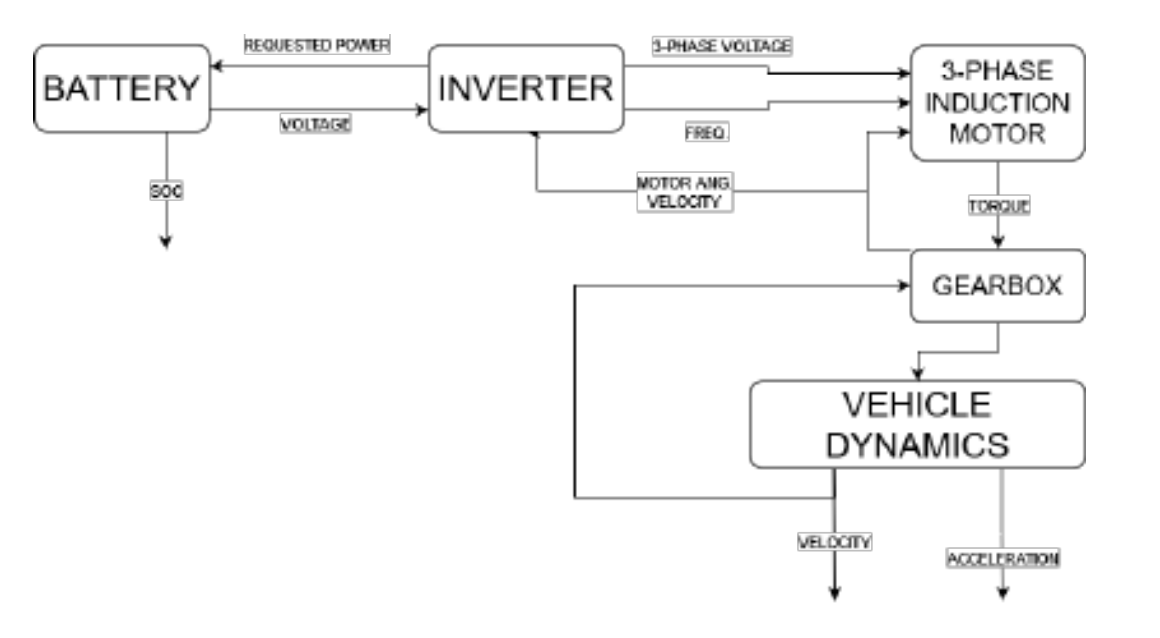 REQUESTED POWER
3-PHASE VOLTAGE
BATTERY
INVERTER
3-PHASE
INDUCTION
MOTOR
VOLTAGE
FREQ.
SOC
MOTOR ANG.
VELOCITY
TORQUE
GEARBOX
VEHICLE
DYNAMICS
VELOCITY
ACCELERATION